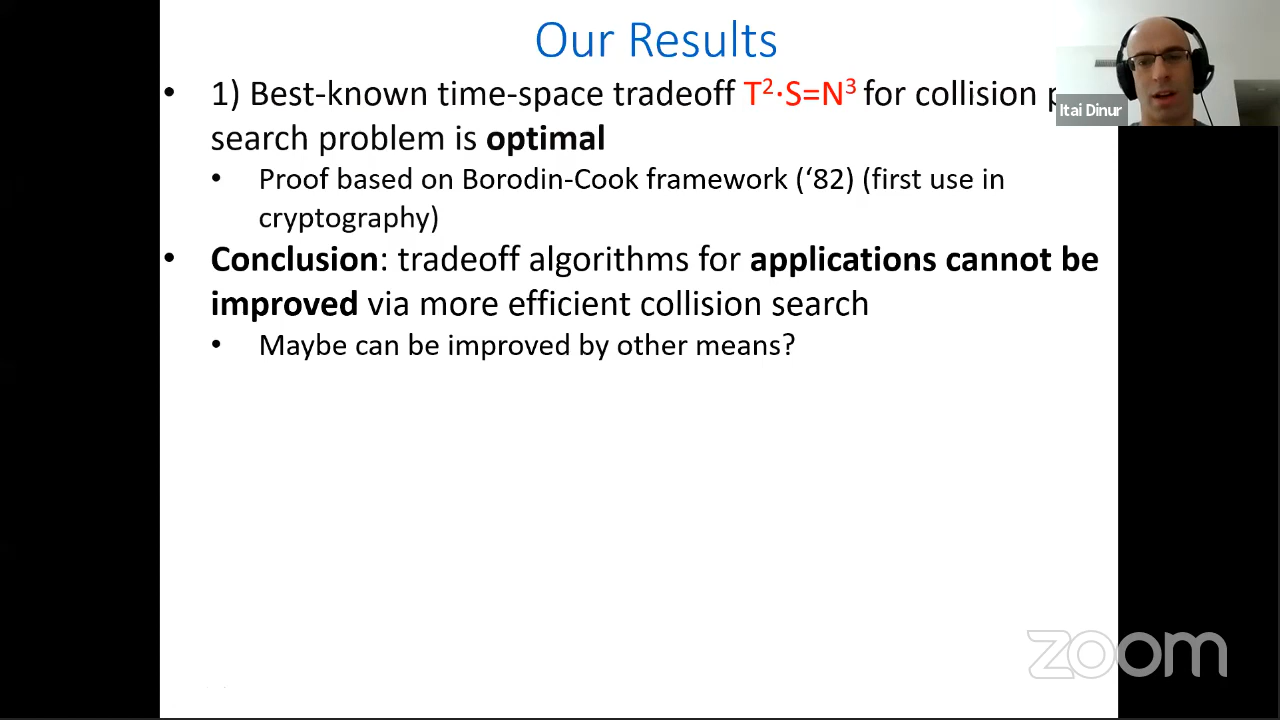 Our Results
• 1) Best-known time-space tradeoff T²·S=N³ for collision
Itai Dinur
search problem is optimal
• Proof based on Borodin-Cook framework (‘82) (first use in
cryptography)
• Conclusion: tradeoff algorithms for applications cannot be
improved via more efficient collision search
• Maybe can be improved by other means?
zoom